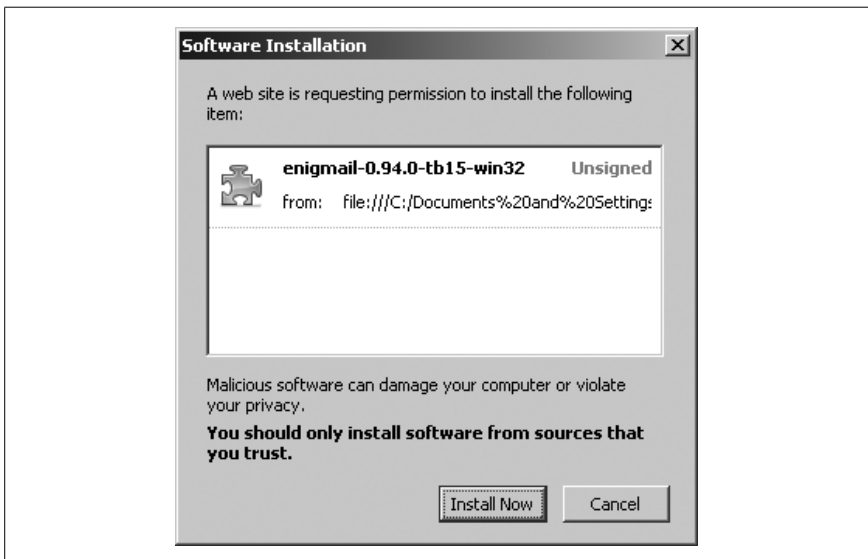 Software Installation
A web site is requesting permission to install the following
item:
enigmail-0.94.0-tb15-win32 Unsigned
from: file:///C:/Documents%20and%20Settings
Malicious software can damage your computer or violate
your privacy.
You should only install software from sources that
you trust.
Install Now Cancel